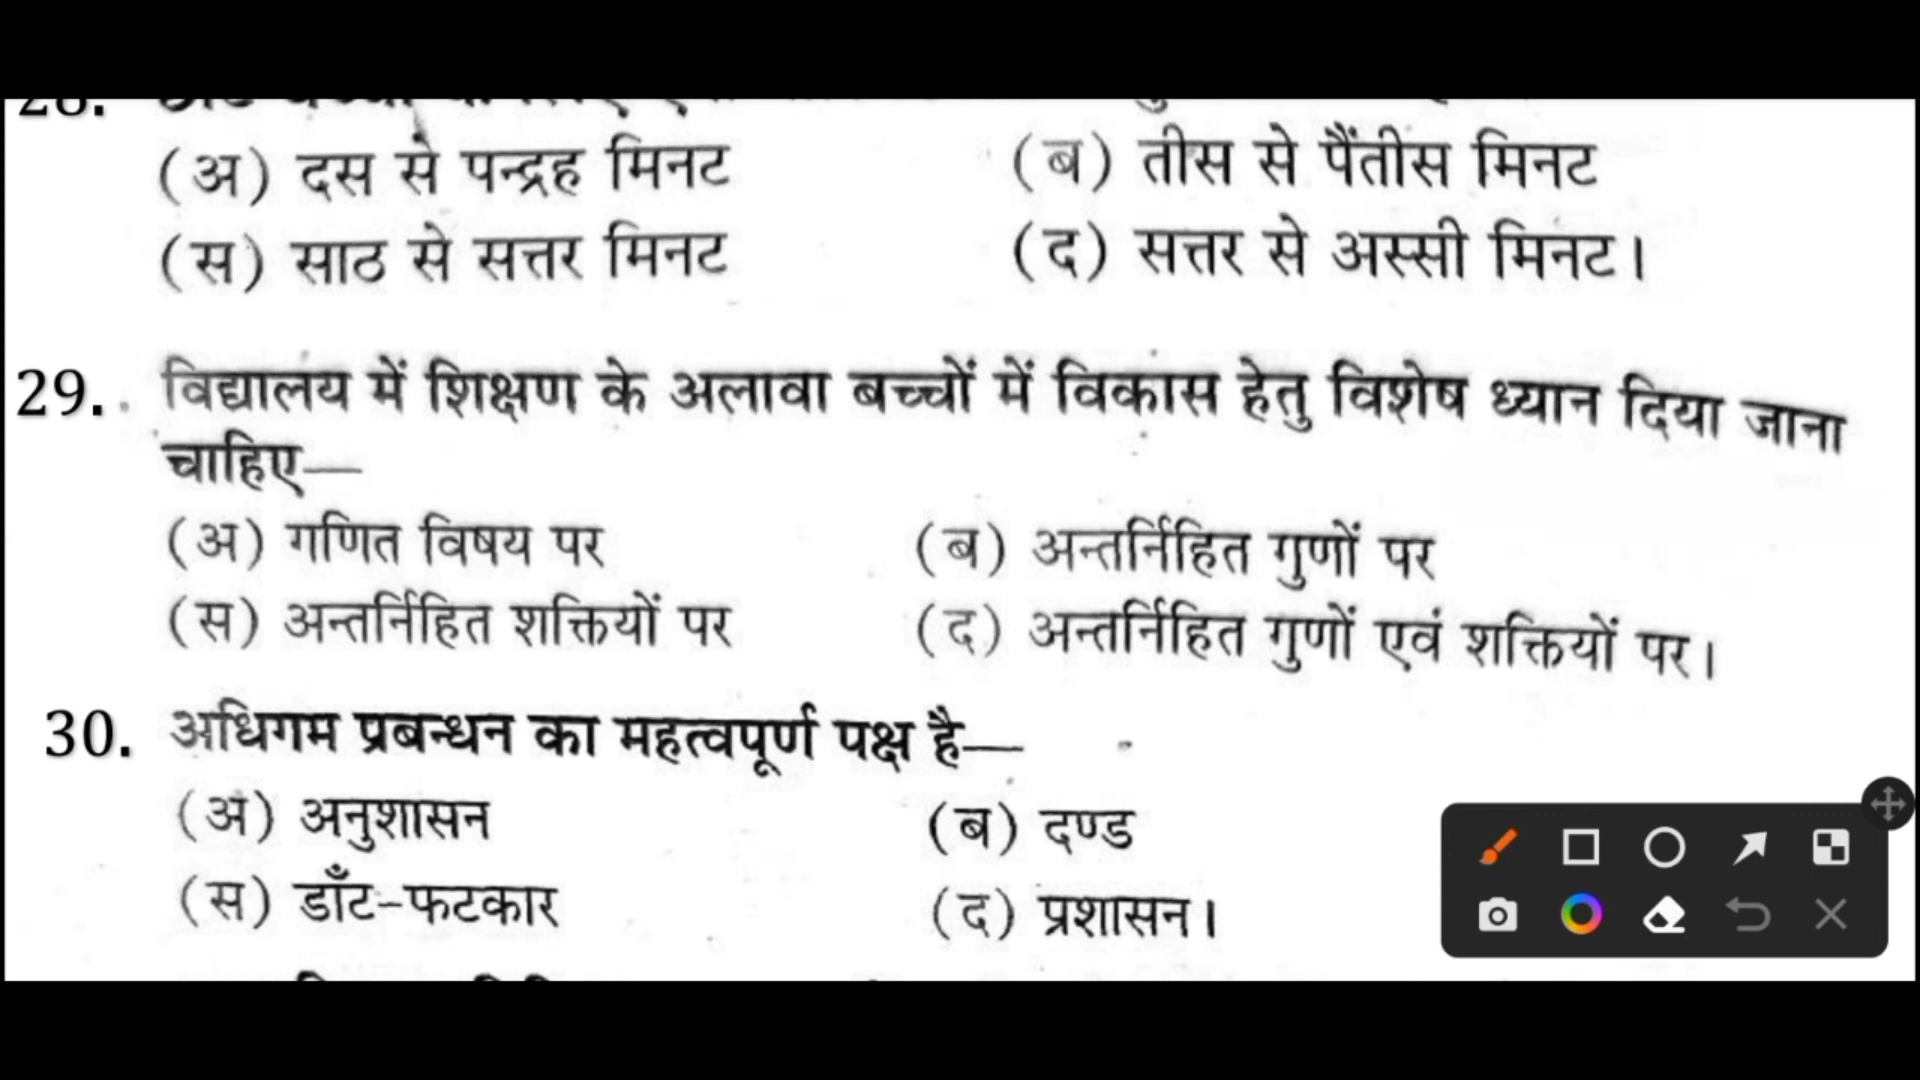 28.
(अ) दस से पन्द्रह मिनट (ब) तीस से पैंतीस मिनट
(स) साठ से सत्तर मिनट (द) सत्तर से अस्सी मिनट।
29. विद्यालय में शिक्षण के अलावा बच्चों में विकास हेतु विशेष ध्यान दिया जाना
चाहिए—
(अ) गणित विषय पर (ब) अन्तर्निहित गुणों पर
(स) अन्तर्निहित शक्तियों पर (द) अन्तर्निहित गुणों एवं शक्तियों पर।
30. अधिगम प्रबन्धन का महत्वपूर्ण पक्ष है—
(अ) अनुशासन (ब) दण्ड
(स) डाँट-फटकार (द) प्रशासन।